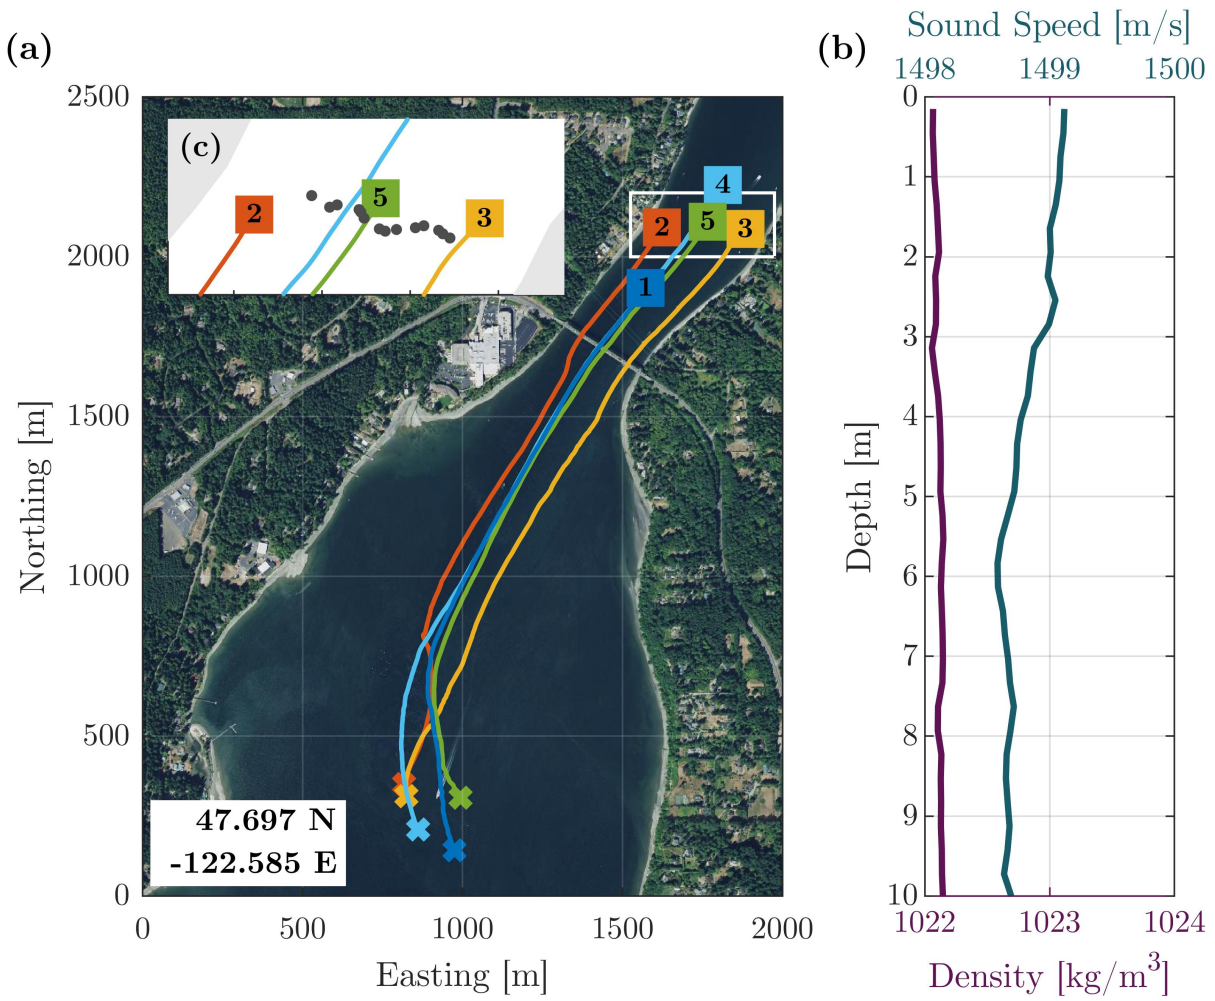 (a)
(b)
Sound Speed [m/s]
1498 1499 1500
2500
2000
1500
1000
500
0
Northing [m]
(c)
2
5
3
4
2
5
3
1
47.697 N
-122.585 E
0 500 1000 1500 2000
Easting [m]
0
1
2
3
4
5
6
7
8
9
10
Depth [m]
1022 1023 1024
Density [kg/m³]